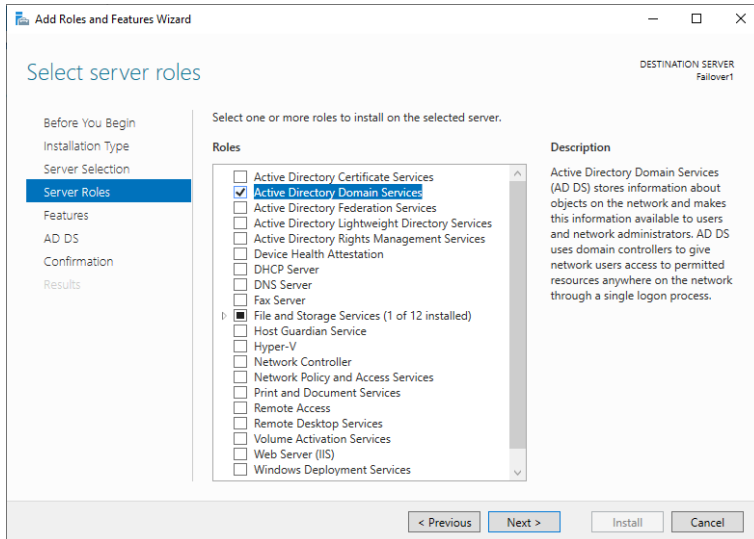 Add Roles and Features Wizard
Select server roles
DESTINATION SERVER
Failover1
Before You Begin
Installation Type
Server Selection
Server Roles
Features
AD DS
Confirmation
Results
Select one or more roles to install on the selected server.
Roles
Active Directory Certificate Services
Active Directory Domain Services
Active Directory Federation Services
Active Directory Lightweight Directory Services
Active Directory Rights Management Services
Device Health Attestation
DHCP Server
DNS Server
Fax Server
File and Storage Services (1 of 12 installed)
Host Guardian Service
Hyper-V
Network Controller
Network Policy and Access Services
Print and Document Services
Remote Access
Remote Desktop Services
Volume Activation Services
Web Server (IIS)
Windows Deployment Services
Description
Active Directory Domain Services
(AD DS) stores information about
objects on the network and makes
this information available to users
and network administrators. AD DS
uses domain controllers to give
network users access to permitted
resources anywhere on the network
through a single logon process.
< Previous
Next >
Install
Cancel